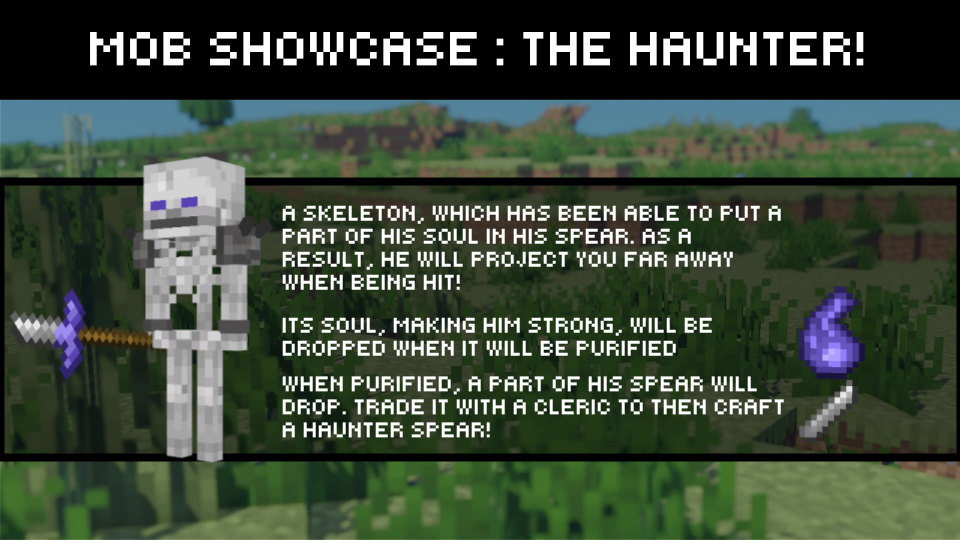 MOB SHOWCASE : THE HAUNTER!
A SKELETON, WHICH HAS BEEN ABLE TO PUT A
PART OF HIS SOUL IN HIS SPEAR. AS A
RESULT, HE WILL PROJECT YOU FAR AWAY
WHEN BEING HIT!
ITS SOUL, MAKING HIM STRONG, WILL BE
DROPPED WHEN IT WILL BE PURIFIED
WHEN PURIFIED, A PART OF HIS SPEAR WILL
DROP. TRADE IT WITH A CLERIC TO THEN CRAFT
A HAUNTER SPEAR!